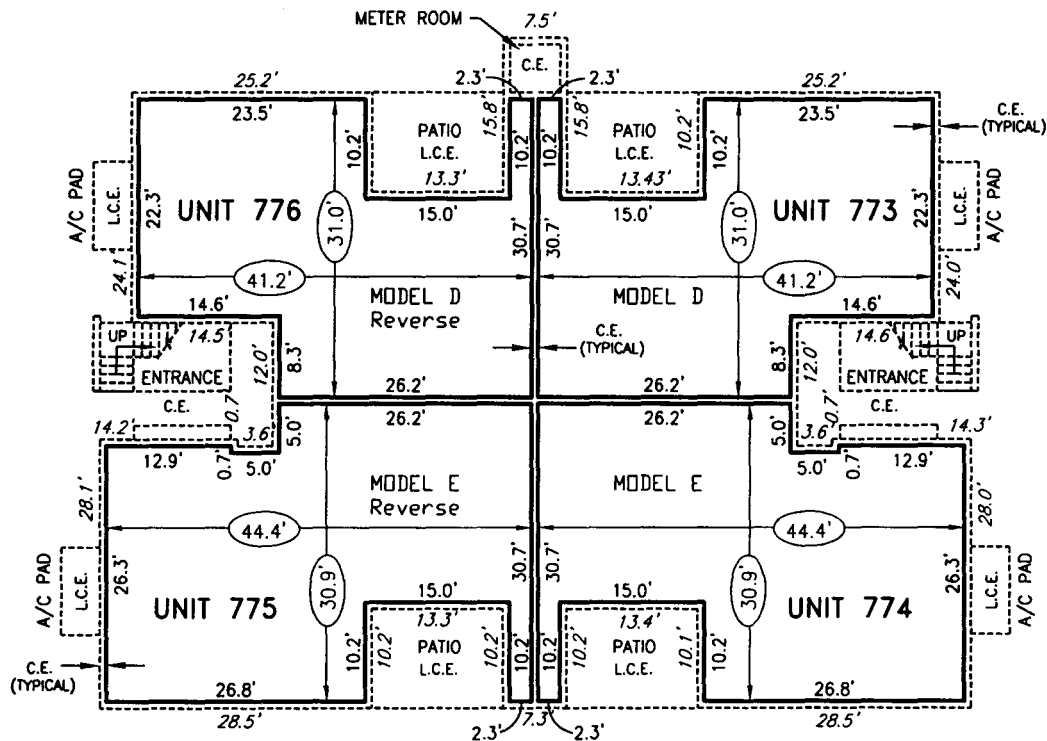 METER ROOM
7.5'
C.E.
2.3' 2.3'
25.2' 25.2'
23.5' 23.5'
C.E.
(TYPICAL)
PATIO
L.C.E.
15.8'
10.2'
10.2'
13.3'
15.0'
10.2'
10.2'
15.8'
PATIO
L.C.E.
10.2'
10.2'
13.43'
15.0'
A/C PAD
L.C.E.
22.3'
UNIT 776
31.0'
30.7'
31.0'
UNIT 773
22.3'
L.C.E.
A/C PAD
24.1'
41.2' 41.2'
24.0'
MODEL D
Reverse
MODEL D
14.6' 14.6'
C.E.
(TYPICAL)
UP
14.5'
12.0'
8.3'
ENTRANCE
C.E.
8.3'
12.0'
14.6'
UP
ENTRANCE
C.E.
26.2' 26.2'
26.2' 26.2'
14.2'
0.7'
3.6'
5.0'
5.0'
0.7'
3.6'
14.3'
12.9'
0.7'
5.0'
5.0'
0.7'
12.9'
28.1'
MODEL E
Reverse
MODEL E
28.0'
44.4' 44.4'
A/C PAD
L.C.E.
26.3'
UNIT 775
30.9'
30.7'
30.7'
30.9'
UNIT 774
26.3'
L.C.E.
A/C PAD
15.0' 15.0'
13.3' 13.4'
10.2'
10.2'
PATIO
L.C.E.
10.2'
10.2'
10.2'
PATIO
L.C.E.
10.1'
10.2'
C.E.
(TYPICAL)
26.8' 26.8'
28.5' 7.3' 28.5'
2.3' 2.3'